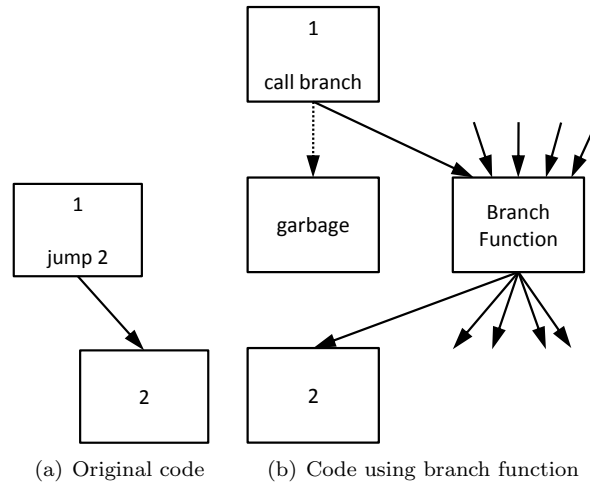 1
jump 2
2
(a) Original code
1
call branch
garbage
Branch
Function
2
(b) Code using branch function